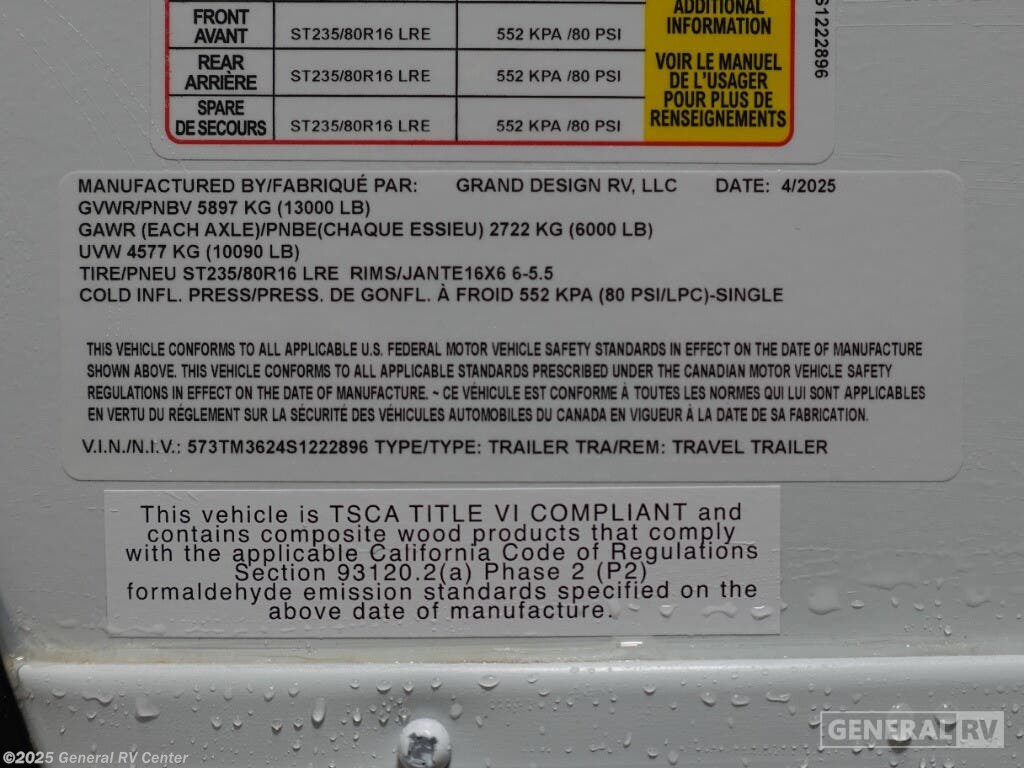 ADDITIONAL
INFORMATION
FRONT
AVANT
ST235/80R16 LRE
552 KPA /80 PSI
REAR
ARRIÈRE
ST235/80R16 LRE
552 KPA /80 PSI
SPARE
DE SECOURS
ST235/80R16 LRE
552 KPA /80 PSI
VOIR LE MANUEL
DE L'USAGER
POUR PLUS DE
RENSEIGNEMENTS
S1222896
MANUFACTURED BY/FABRIQUÉ PAR: GRAND DESIGN RV, LLC DATE: 4/2025
GVWR/PNBV 5897 KG (13000 LB)
GAWR (EACH AXLE)/PNBE(CHAQUE ESSIEU) 2722 KG (6000 LB)
UVW 4577 KG (10090 LB)
TIRE/PNEU ST235/80R16 LRE RIMS/JANTE16X6 6-5.5
COLD INFL. PRESS/PRESS. DE GONFL. À FROID 552 KPA (80 PSI/LPC)-SINGLE
THIS VEHICLE CONFORMS TO ALL APPLICABLE U.S. FEDERAL MOTOR VEHICLE SAFETY STANDARDS IN EFFECT ON THE DATE OF MANUFACTURE
SHOWN ABOVE. THIS VEHICLE CONFORMS TO ALL APPLICABLE STANDARDS PRESCRIBED UNDER THE CANADIAN MOTOR VEHICLE SAFETY
REGULATIONS IN EFFECT ON THE DATE OF MANUFACTURE. ~ CE VÉHICULE EST CONFORME À TOUTES LES NORMES QUI LUI SONT APPLICABLES
EN VERTU DU RÉGLEMENT SUR LA SÉCURITÉ DES VÉHICULES AUTOMOBILES DU CANADA EN VIGUEUR À LA DATE DE SA FABRICATION.
V.I.N./N.I.V.: 573TM3624S1222896 TYPE/TYPE: TRAILER TRA/REM: TRAVEL TRAILER
This vehicle is TSCA TITLE VI COMPLIANT and
contains composite wood products that comply
with the applicable California Code of Regulations
Section 93120.2(a) Phase 2 (P2)
formaldehyde emission standards specified on the
above date of manufacture.
GENERAL RV
©2025 General RV Center